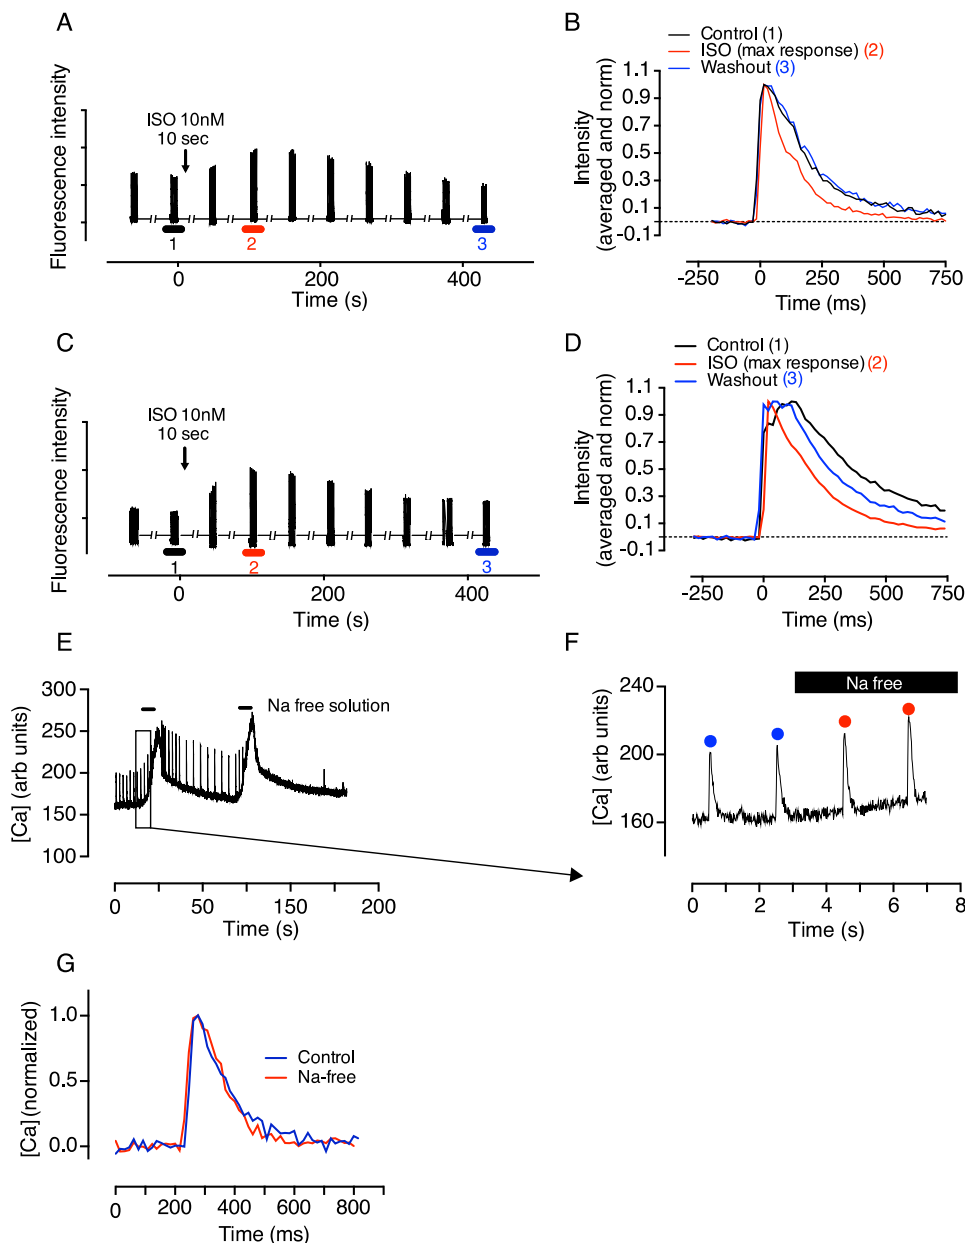 A
Fluorescence intensity
ISO 10nM
10 sec
1
2
3
0
200
400
Time (s)
B
Control (1)
ISO (max response) (2)
Washout (3)
Intensity
(averaged and norm)
1.1
0.9
0.7
0.5
0.3
0.1
-0.1
-250
0
250
500
750
Time (ms)
C
Fluorescence intensity
ISO 10nM
10 sec
1
2
3
0
200
400
Time (s)
D
Control (1)
ISO (max response) (2)
Washout (3)
Intensity
(averaged and norm)
1.1
0.9
0.7
0.5
0.3
0.1
-0.1
-250
0
250
500
750
Time (ms)
E
[Ca] (arb units)
300
250
200
150
100
Na free solution
0
50
150
200
Time (s)
F
[Ca] (arb units)
240
200
160
Na free
0
2
4
6
8
Time (s)
G
[Ca] (normalized)
1.0
0.5
0.0
Control
Na-free
0
200
400
600
800
Time (ms)